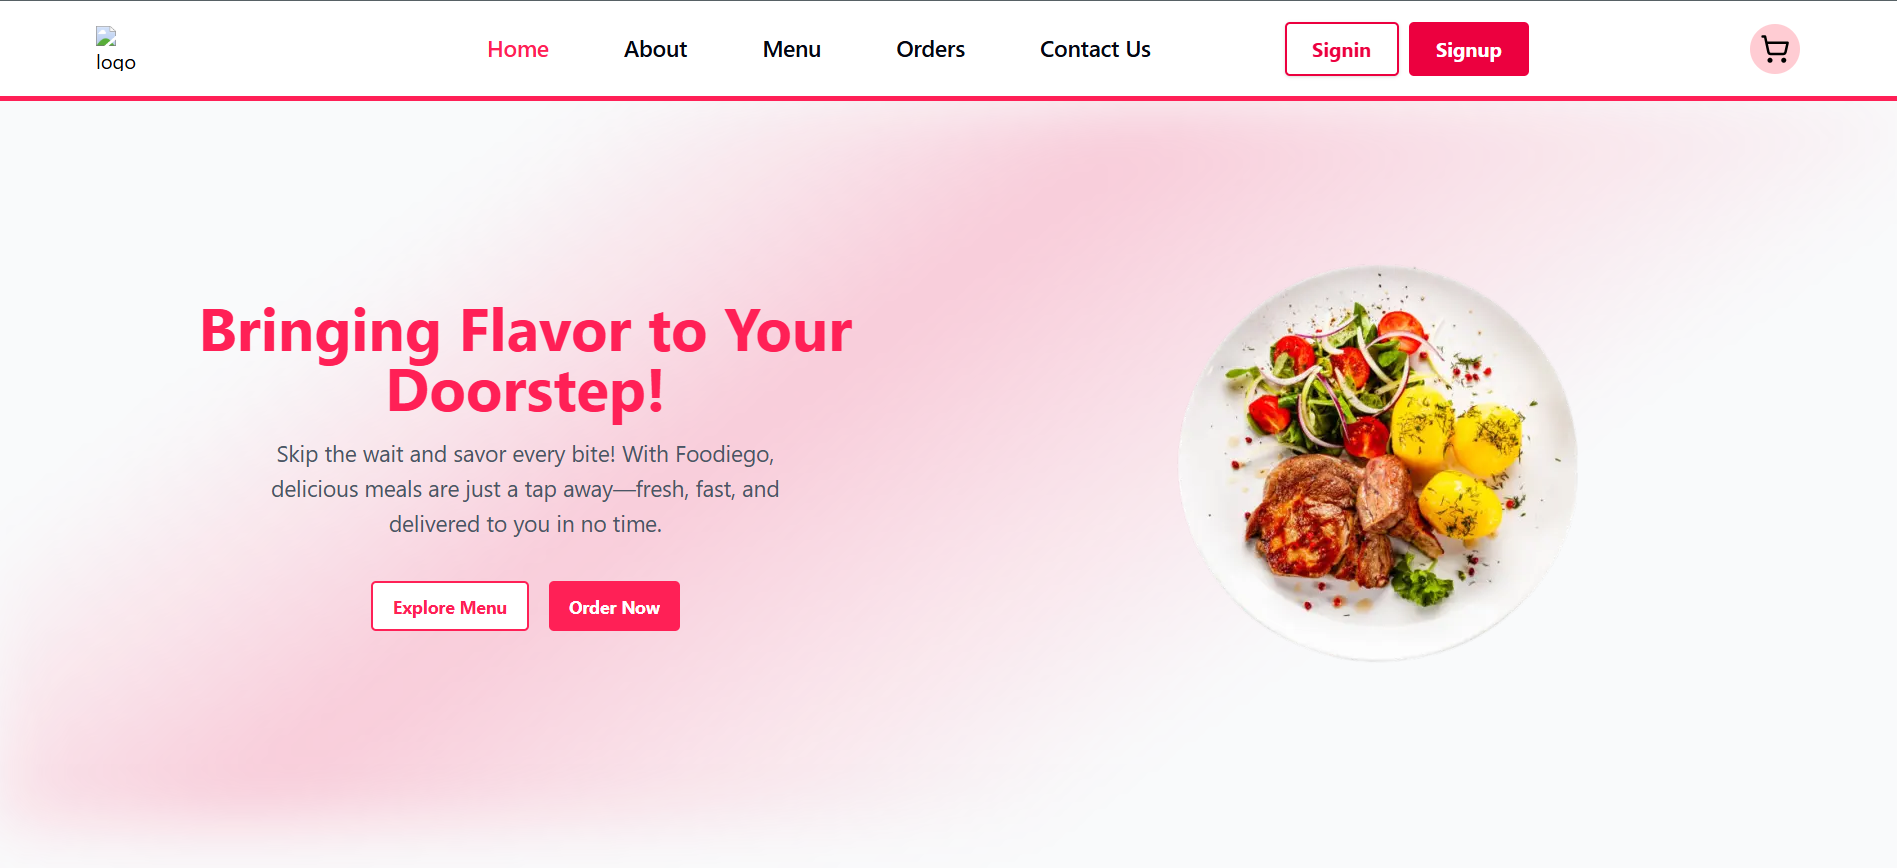 logo
Home About Menu Orders Contact Us Signin Signup
Bringing Flavor to Your
Doorstep!
Skip the wait and savor every bite! With Foodiego,
delicious meals are just a tap away—fresh, fast, and
delivered to you in no time.
Explore Menu Order Now